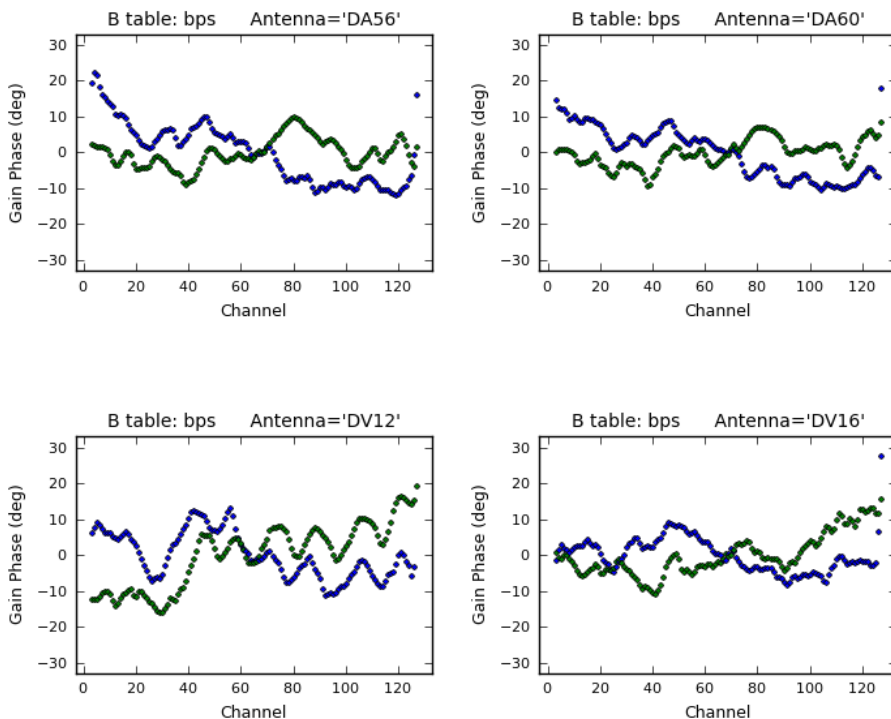 B table: bps Antenna='DA56'
30
20
10
0
−10
−20
−30
Gain Phase (deg)
0 20 40 60 80 100 120
Channel
B table: bps Antenna='DA60'
30
20
10
0
−10
−20
−30
Gain Phase (deg)
0 20 40 60 80 100 120
Channel
B table: bps Antenna='DV12'
30
20
10
0
−10
−20
−30
Gain Phase (deg)
0 20 40 60 80 100 120
Channel
B table: bps Antenna='DV16'
30
20
10
0
−10
−20
−30
Gain Phase (deg)
0 20 40 60 80 100 120
Channel